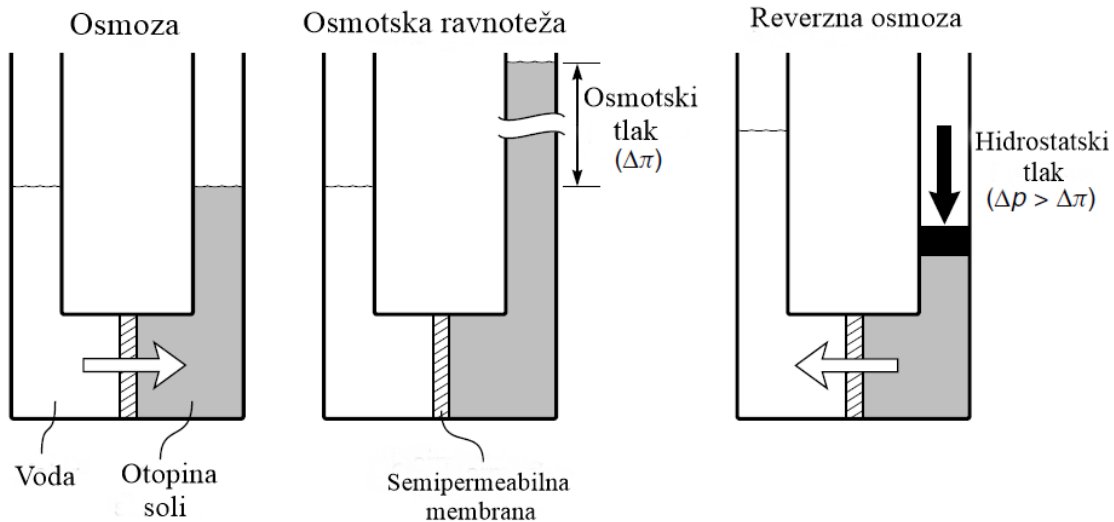 Osmoza
Osmotska ravnoteža
Reverzna osmoza
Osmotski
tlak
(Δπ)
Hidrostatski
tlak
(Δp > Δπ)
Voda
Otopina
soli
Semipermeabilna
membrana